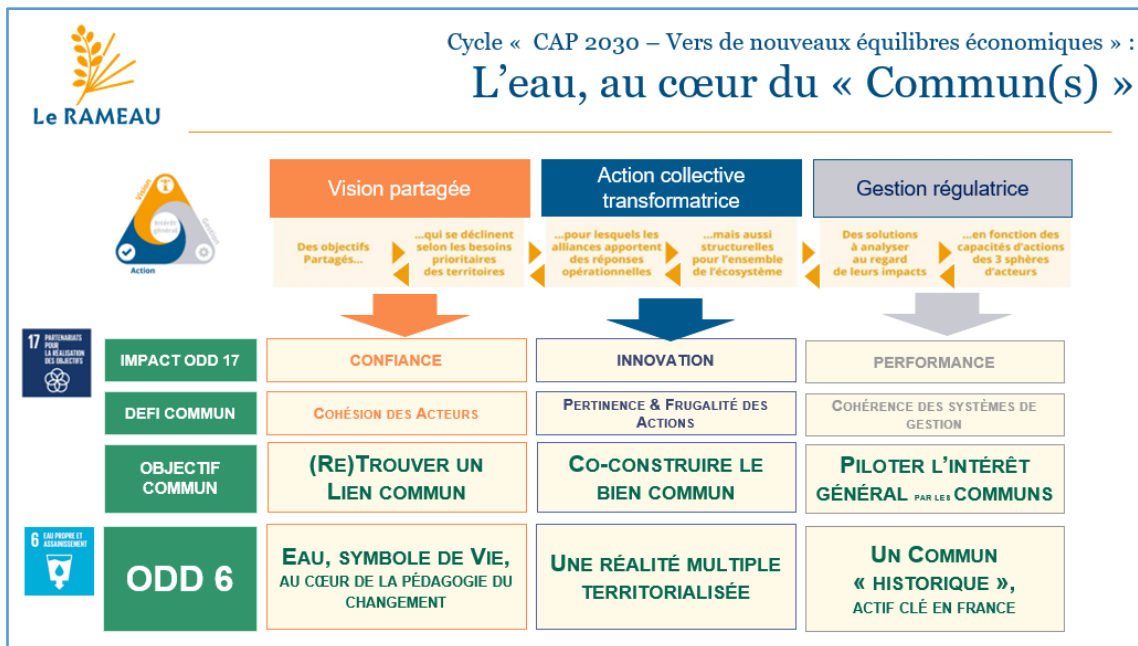 Cycle « CAP 2030 – Vers de nouveaux équilibres économiques » :
L'eau, au cœur du « Commun(s) »
Le RAMEAU
Vision
Intérêt
général
Gestion
Action
Vision partagée
Action collective
transformatrice
Gestion régulatrice
Des objectifs
Partagés...
...qui se déclinent
selon les besoins
prioritaires
des territoires
...pour lesquels les
alliances apportent
des réponses
opérationnelles
...mais aussi
structurelles
pour l'ensemble
de l'écosystème
Des solutions
à analyser
au regard
de leurs impacts
...en fonction des
capacités d'actions
des 3 sphères
d'acteurs
17 PARTENARIATS
POUR
LA RÉALISATION
DES OBJECTIFS
IMPACT ODD 17
CONFIANCE
INNOVATION
PERFORMANCE
DEFI COMMUN
COHÉSION DES ACTEURS
PERTINENCE & FRUGALITÉ DES
ACTIONS
COHÉRENCE DES SYSTÈMES DE
GESTION
OBJECTIF
COMMUN
(RE)TROUVER UN
LIEN COMMUN
CO-CONSTRUIRE LE
BIEN COMMUN
PILOTER L'INTÉRÊT
GÉNÉRAL PAR LES COMMUNS
6 EAU PROPRE ET
ASSAINISSEMENT
ODD 6
EAU, SYMBOLE DE VIE,
AU CŒUR DE LA PÉDAGOGIE DU
CHANGEMENT
UNE RÉALITÉ MULTIPLE
TERRITORIALISÉE
UN COMMUN
« HISTORIQUE »,
ACTIF CLÉ EN FRANCE